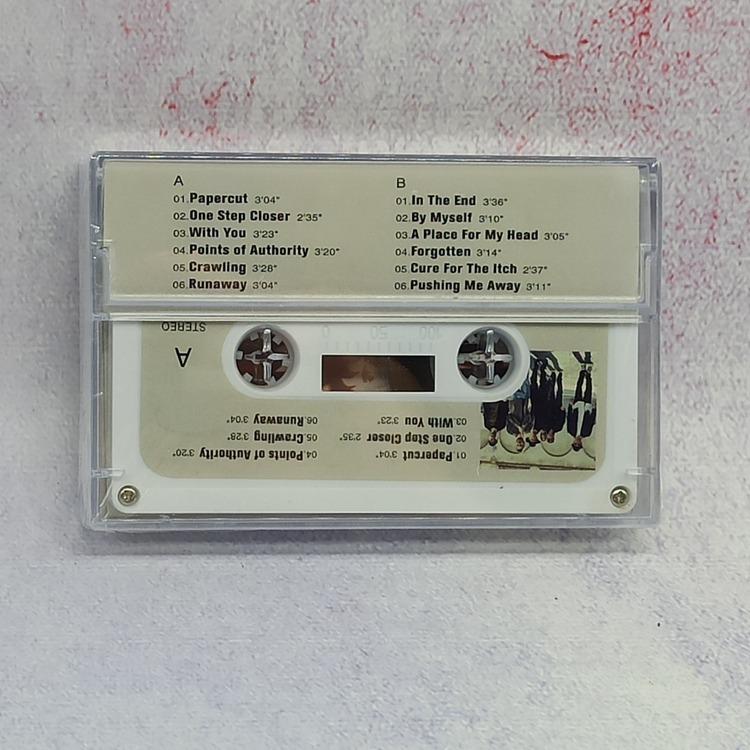 A
01.Papercut 3'04"
02.One Step Closer 2'35"
03.With You 3'23"
04.Points of Authority 3'20"
05.Crawling 3'28"
06.Runaway 3'04"
B
01.In The End 3'36"
02.By Myself 3'10"
03.A Place For My Head 3'05"
04.Forgotten 3'14"
05.Cure For The Itch 2'37"
06.Pushing Me Away 3'11"
01.Papercut 3'04"
02.One Step Closer 2'35"
03.With You 3'23"
04.Points of Authority 3'20"
05.Crawling 3'28"
06.Runaway 3'04"
A
STEREO
100 50 0